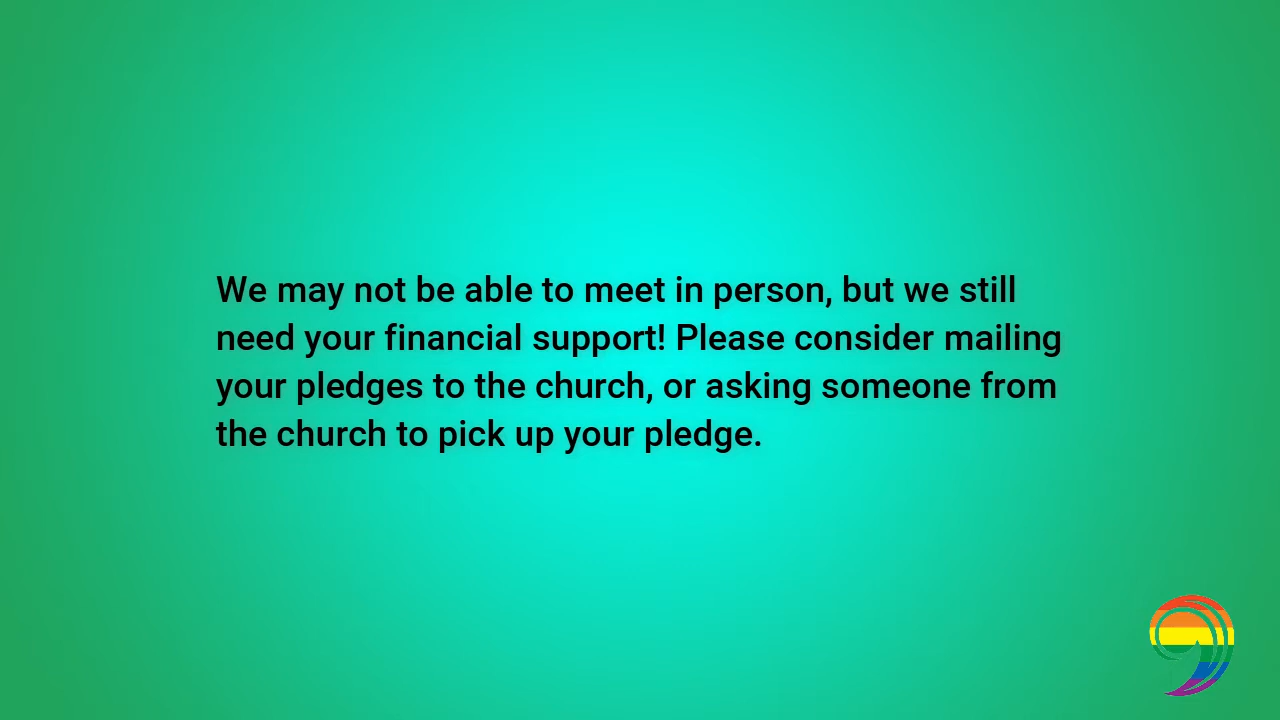 We may not be able to meet in person, but we still
need your financial support! Please consider mailing
your pledges to the church, or asking someone from
the church to pick up your pledge.